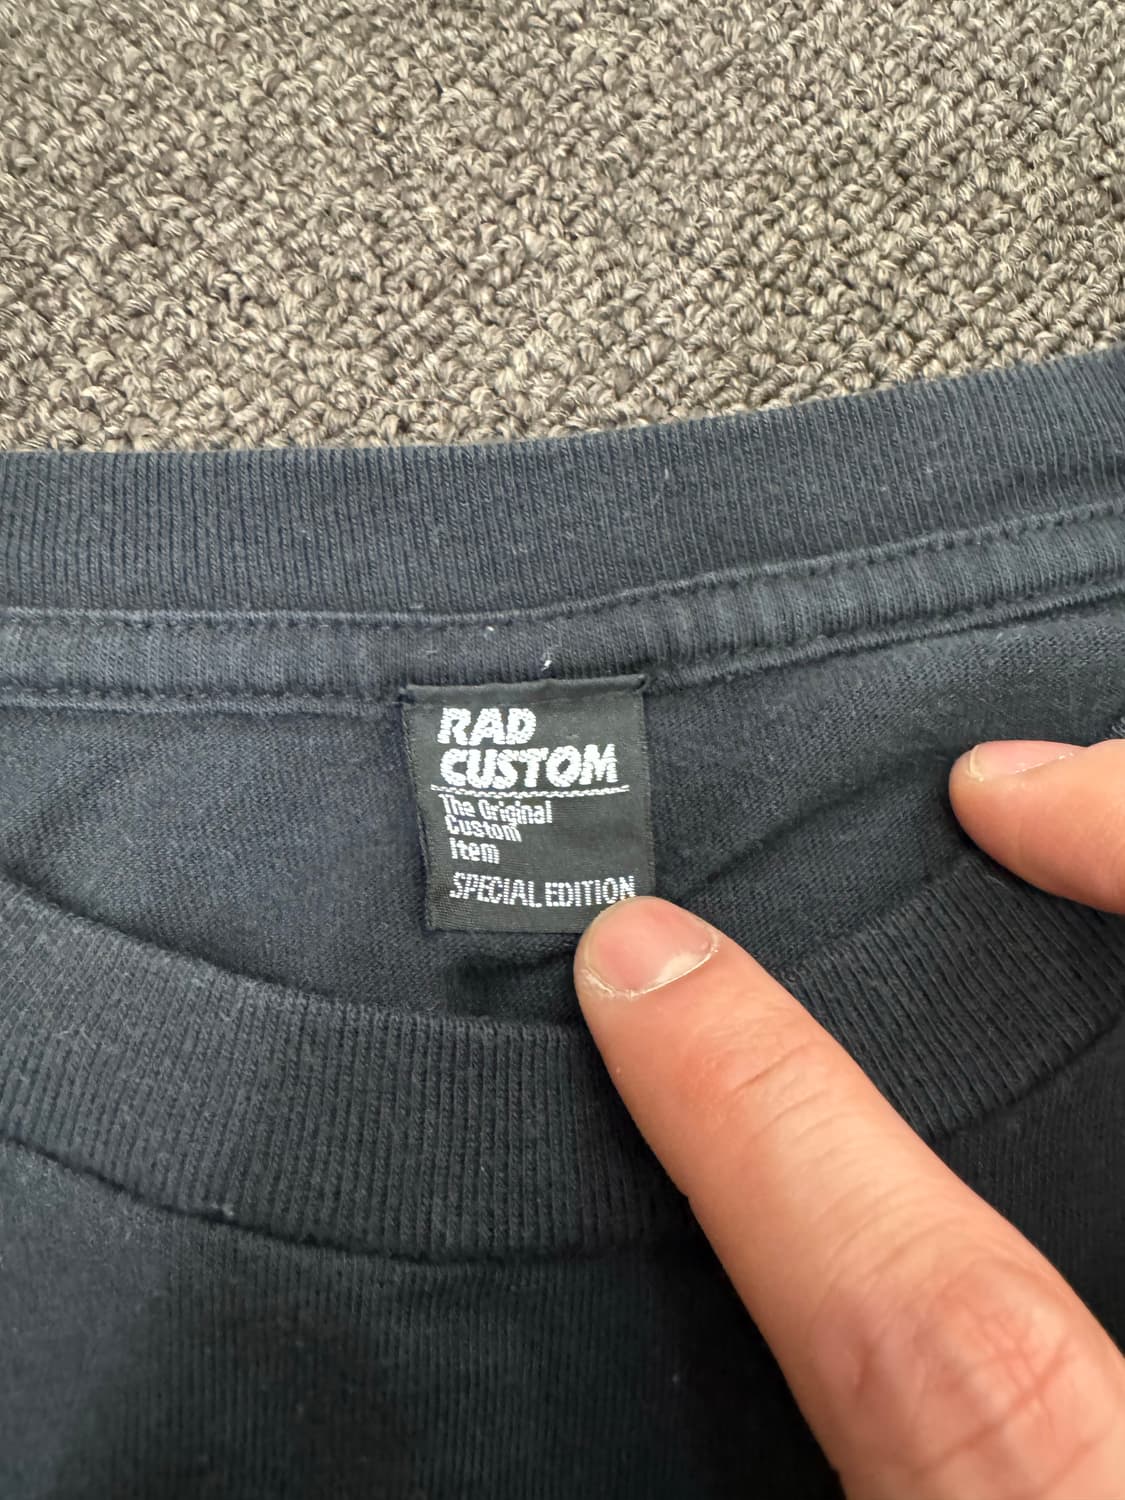 RAD
CUSTOM
The Original
Custom
Item
SPECIAL EDITION